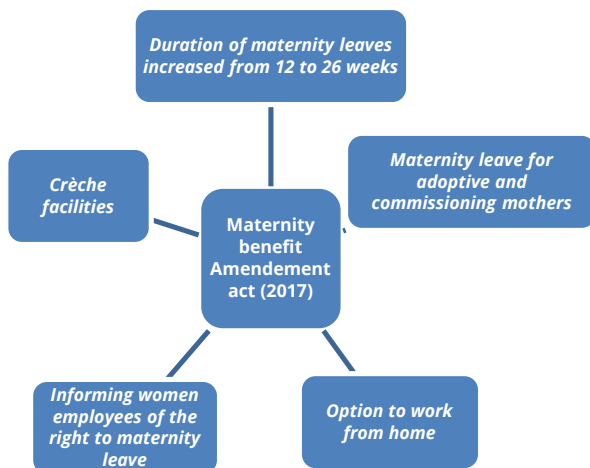 Duration of maternity leaves
increased from 12 to 26 weeks
Crèche
facilities
Maternity leave for
adoptive and
commissioning mothers
Maternity
benefit
Amendement
act (2017)
Informing women
employees of the
right to maternity
leave
Option to work
from home